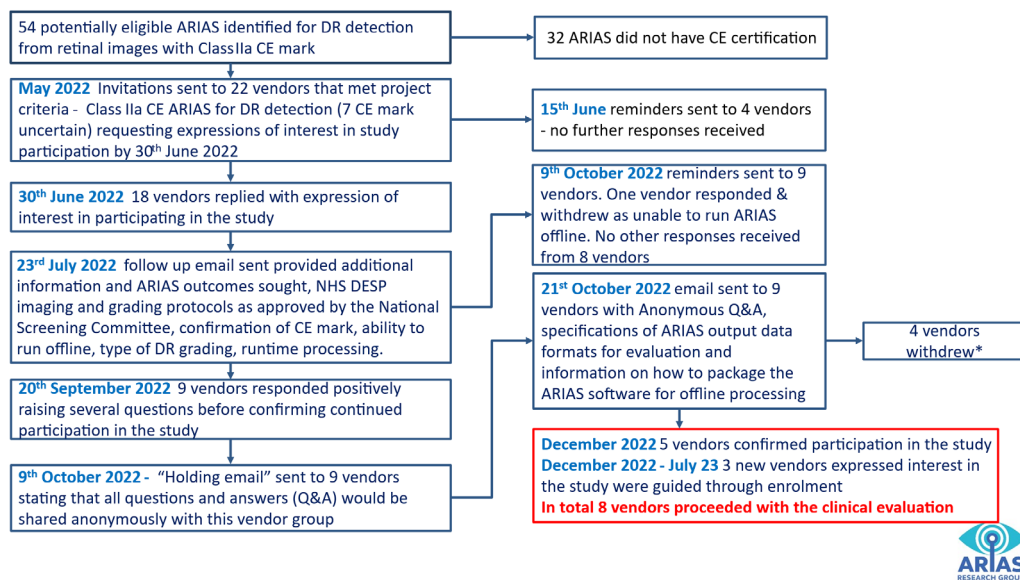 54 potentially eligible ARIAS identified for DR detection
from retinal images with ClassIIa CE mark
32 ARIAS did not have CE certification
May 2022 Invitations sent to 22 vendors that met project
criteria - Class IIa CE ARIAS for DR detection (7 CE mark
uncertain) requesting expressions of interest in study
participation by 30th June 2022
15th June reminders sent to 4 vendors
- no further responses received
30th June 2022 18 vendors replied with expression of
interest in participating in the study
9th October 2022 reminders sent to 9
vendors. One vendor responded &
withdrew as unable to run ARIAS
offline. No other responses received
from 8 vendors
23rd July 2022 follow up email sent provided additional
information and ARIAS outcomes sought, NHS DESP
imaging and grading protocols as approved by the National
Screening Committee, confirmation of CE mark, ability to
run offline, type of DR grading, runtime processing.
21st October 2022 email sent to 9
vendors with Anonymous Q&A,
specifications of ARIAS output data
formats for evaluation and
information on how to package the
ARIAS software for offline processing
4 vendors
withdrew*
20th September 2022 9 vendors responded positively
raising several questions before confirming continued
participation in the study
9th October 2022 - “Holding email” sent to 9 vendors
stating that all questions and answers (Q&A) would be
shared anonymously with this vendor group
December 2022 5 vendors confirmed participation in the study
December 2022 - July 23 3 new vendors expressed interest in
the study were guided through enrolment
In total 8 vendors proceeded with the clinical evaluation
ARIAS
RESEARCH GROUP